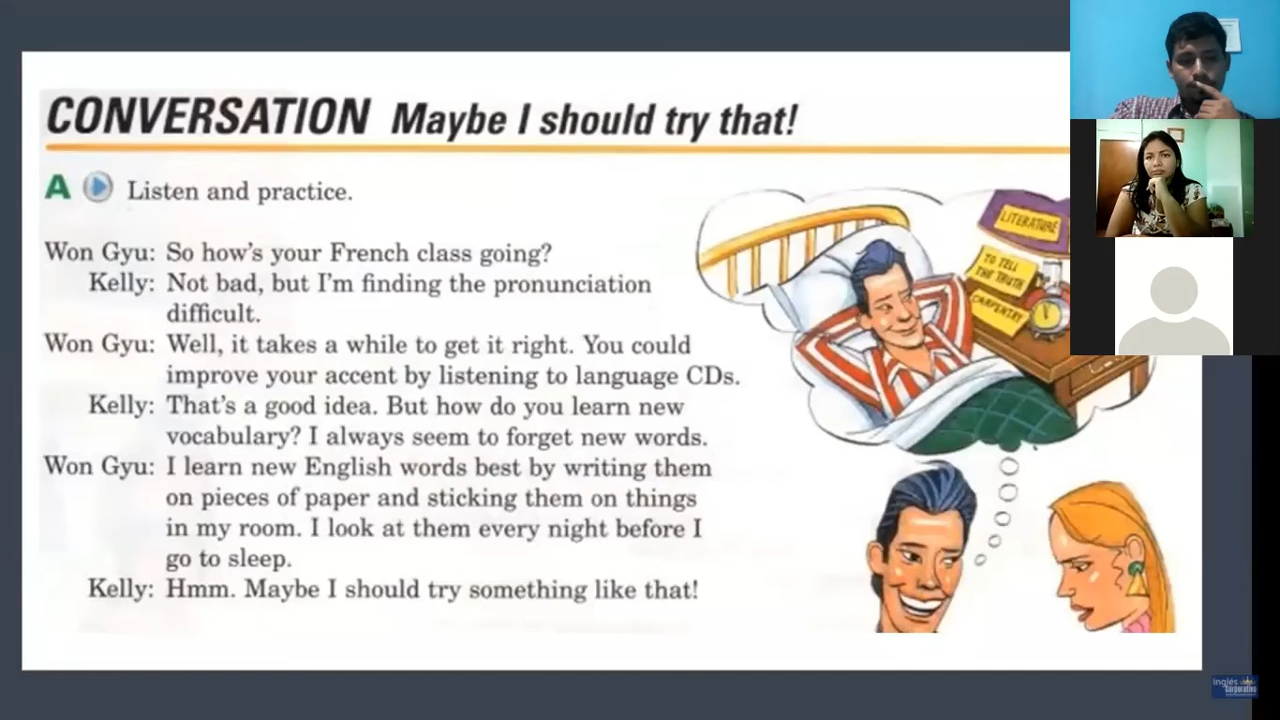 CONVERSATION Maybe I should try that!
A Listen and practice.
Won Gyu: So how's your French class going?
Kelly: Not bad, but I'm finding the pronunciation
difficult.
Won Gyu: Well, it takes a while to get it right. You could
improve your accent by listening to language CDs.
Kelly: That's a good idea. But how do you learn new
vocabulary? I always seem to forget new words.
Won Gyu: I learn new English words best by writing them
on pieces of paper and sticking them on things
in my room. I look at them every night before I
go to sleep.
Kelly: Hmm. Maybe I should try something like that!
LITERATURE
TO TELL
THE TRUTH
CARPENTRY
Inglés
Corporativo